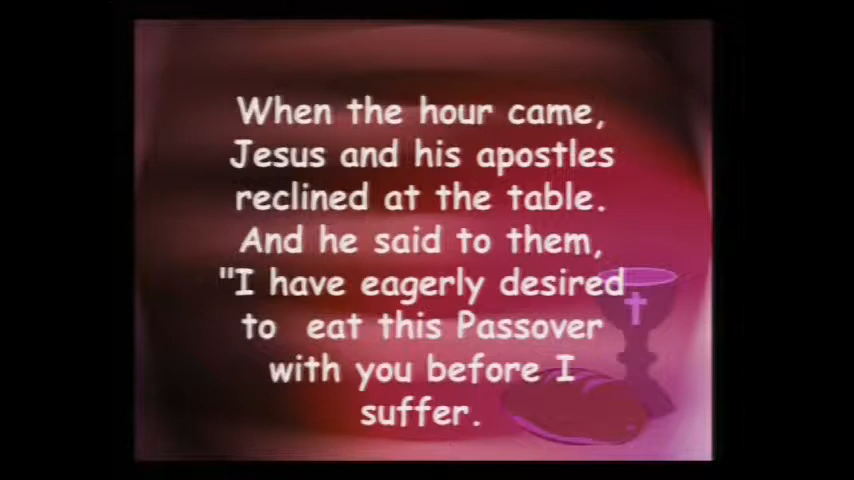 When the hour came,
Jesus and his apostles
reclined at the table.
And he said to them,
"I have eagerly desired
to  eat this Passover
with you before I
suffer.